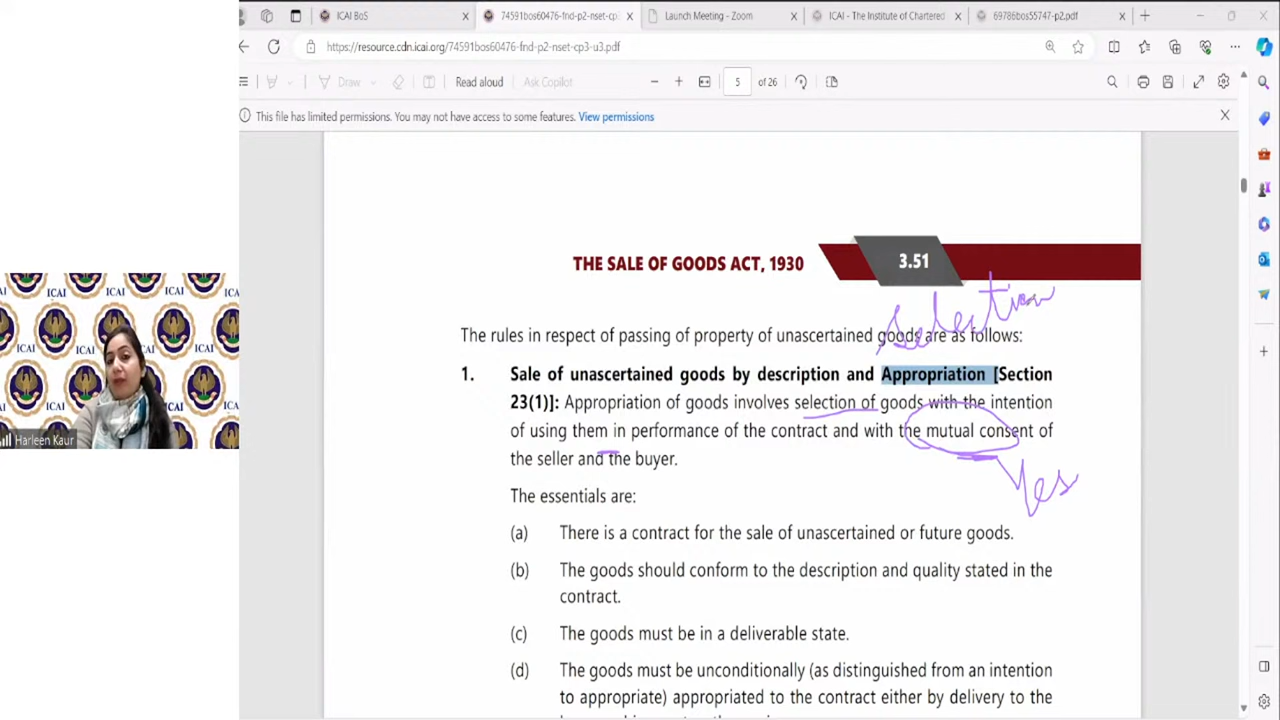 ICAI BoS
74591bos60476-fnd-p2-nset-cp3
Launch Meeting - Zoom
ICAI - The Institute of Chartered
69786bos55747-p2.pdf
https://resource.cdn.icai.org/74591bos60476-fnd-p2-nset-cp3-u3.pdf
Draw
Read aloud
Ask Copilot
5
of 26
This file has limited permissions. You may not have access to some features. View permissions
THE SALE OF GOODS ACT, 1930
3.51
Selection
The rules in respect of passing of property of unascertained goods are as follows:
1. Sale of unascertained goods by description and Appropriation [Section
23(1)]: Appropriation of goods involves selection of goods with the intention
of using them in performance of the contract and with the mutual consent of
the seller and the buyer.
Yes
The essentials are:
(a) There is a contract for the sale of unascertained or future goods.
(b) The goods should conform to the description and quality stated in the
contract.
(c) The goods must be in a deliverable state.
(d) The goods must be unconditionally (as distinguished from an intention
to appropriate) appropriated to the contract either by delivery to the
ICAI
ICAI
ICAI
ICAI
ICAI
Harleen Kaur